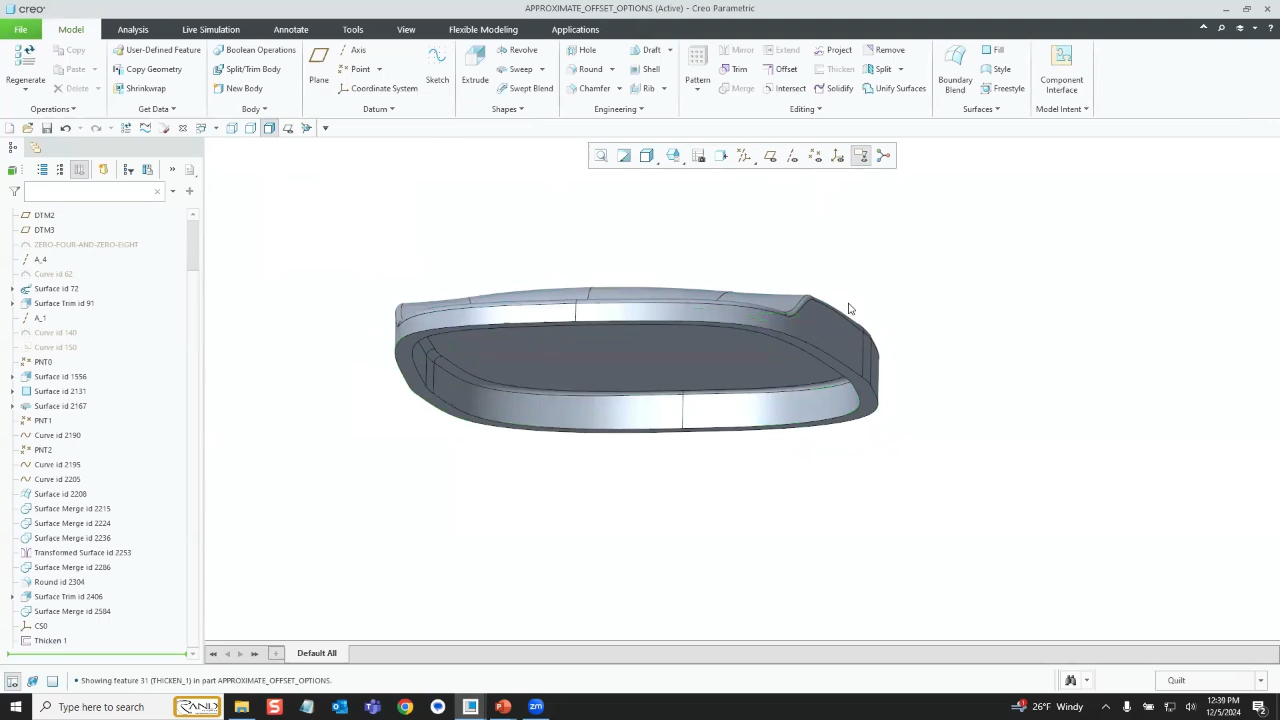 creo
APPROXIMATE_OFFSET_OPTIONS (Active) - Creo Parametric
File Model Analysis Live Simulation Annotate Tools View Flexible Modeling Applications
Regenerate
Copy
Paste
Delete
Operations
User-Defined Feature
Copy Geometry
Shrinkwrap
Get Data
Boolean Operations
Split/Trim Body
New Body
Body
Plane
Axis
Coordinate System
Sketch
Datum
Extrude
Revolve
Sweep
Swept Blend
Shapes
Hole
Round
Chamfer
Draft
Shell
Rib
Engineering
Pattern
Mirror
Trim
Merge
Extend
Offset
Intersect
Project
Thicken
Solidify
Remove
Split
Unify Surfaces
Editing
Boundary
Blend
Fill
Style
Freestyle
Surfaces
Component
Interface
Model Intent
DTM2
DTM3
ZERO-FOUR-AND-ZERO-EIGHT
A_4
Curve id 62
Surface id 72
Surface Trim id 91
A_1
Curve id 140
Curve id 150
PNT0
Surface id 1556
Surface id 2131
Surface id 2167
PNT1
Curve id 2190
PNT2
Curve id 2195
Curve id 2205
Surface id 2208
Surface Merge id 2215
Surface Merge id 2224
Surface Merge id 2236
Transformed Surface id 2253
Surface Merge id 2286
Round id 2304
Surface Trim id 2406
Surface Merge id 2584
CS0
Thicken 1
Default All
• Showing feature 31 (THICKEN_1) in part APPROXIMATE_OFFSET_OPTIONS.
Quilt
Type here to search
RAND
26°F Windy
12:39 PM
12/5/2024
2